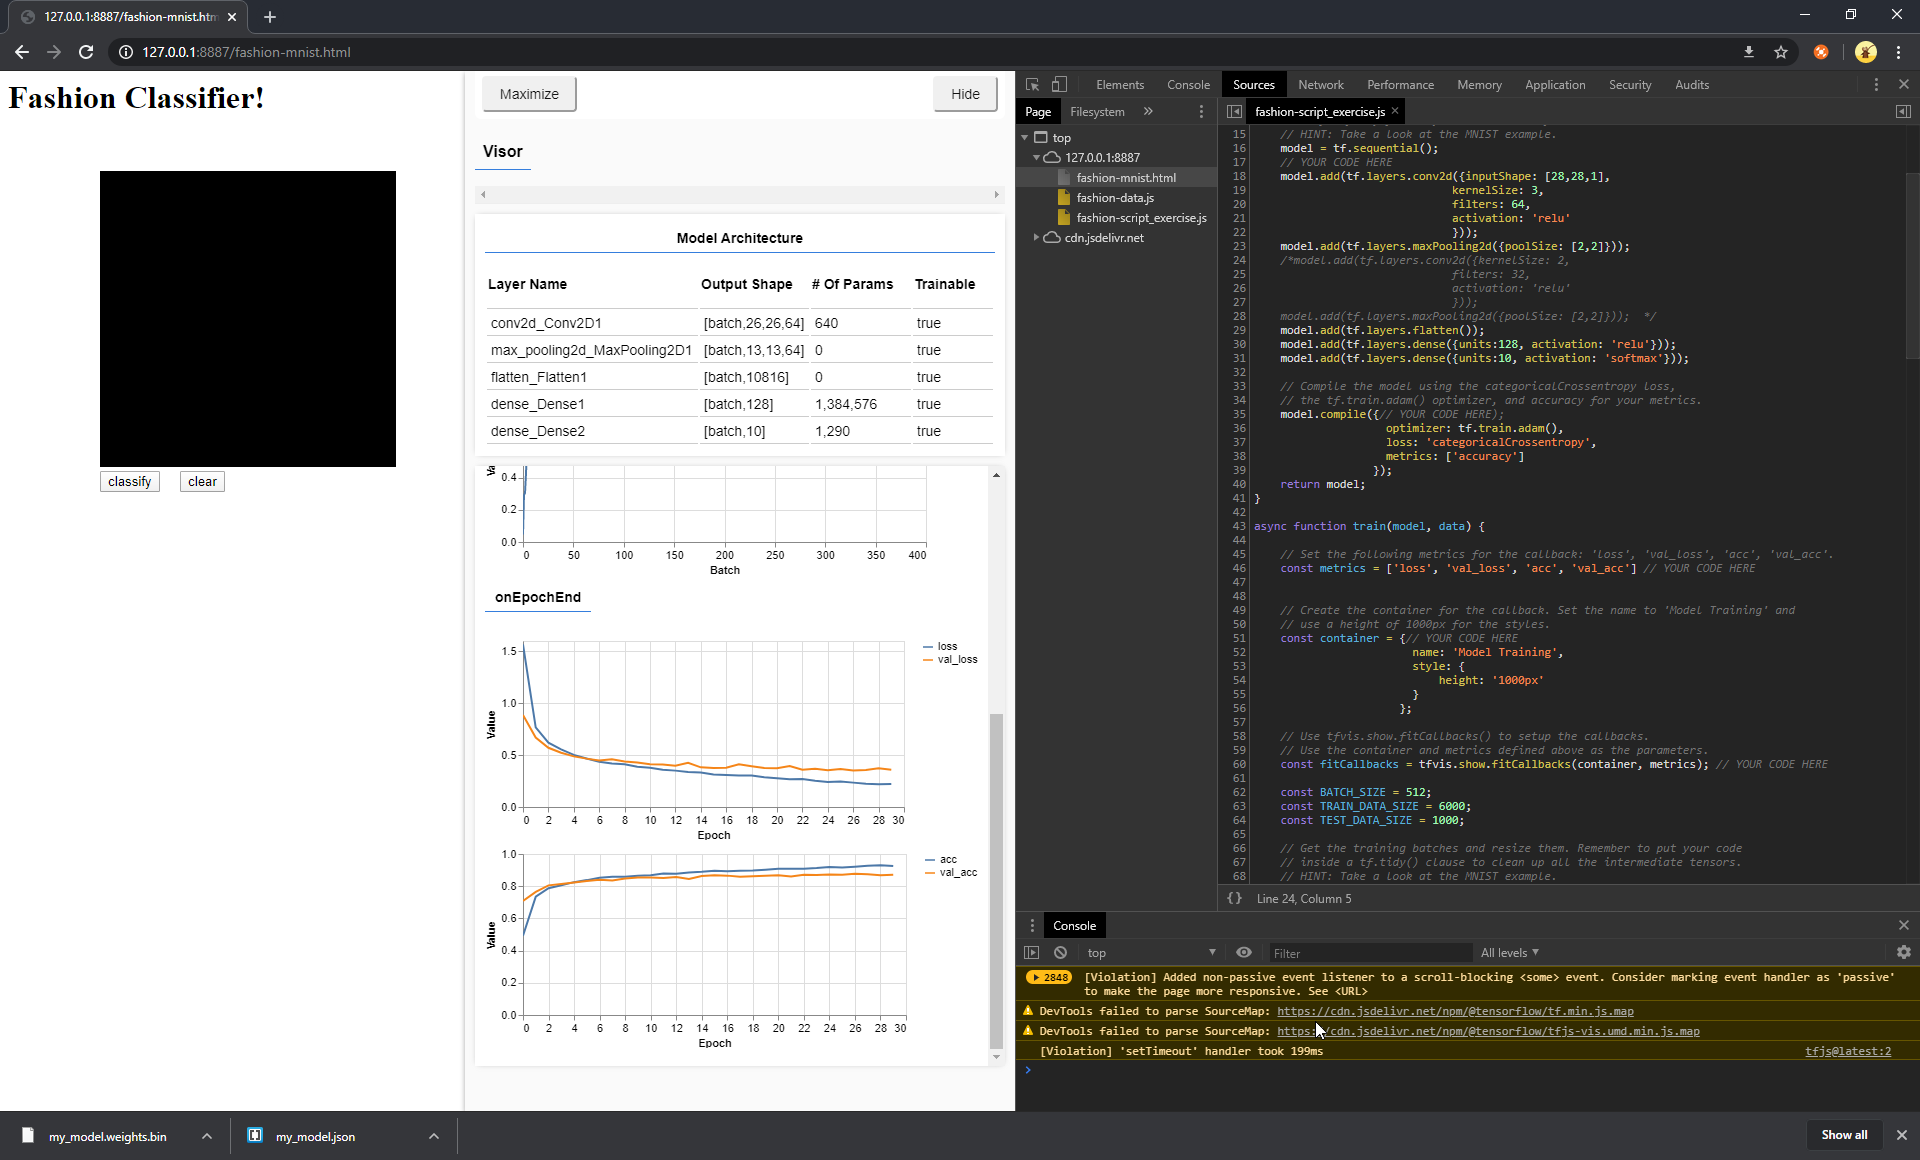 127.0.0.1:8887/fashion-mnist.htm
127.0.0.1:8887/fashion-mnist.html
Fashion Classifier!
classify
clear
Maximize
Hide
Visor
Model Architecture
Layer Name Output Shape # Of Params Trainable
conv2d_Conv2D1 [batch,26,26,64] 640 true
max_pooling2d_MaxPooling2D1 [batch,13,13,64] 0 true
flatten_Flatten1 [batch,10816] 0 true
dense_Dense1 [batch,128] 1,384,576 true
dense_Dense2 [batch,10] 1,290 true
0.4
0.2
0.0
0 50 100 150 200 250 300 350 400
Batch
onEpochEnd
1.5
1.0
0.5
0.0
Value
0 2 4 6 8 10 12 14 16 18 20 22 24 26 28 30
Epoch
loss
val_loss
1.0
0.8
0.6
0.4
0.2
0.0
Value
0 2 4 6 8 10 12 14 16 18 20 22 24 26 28 30
Epoch
acc
val_acc
Elements Console Sources Network Performance Memory Application Security Audits
Page Filesystem »
top
127.0.0.1:8887
fashion-mnist.html
fashion-data.js
fashion-script_exercise.js
cdn.jsdelivr.net
fashion-script_exercise.js ×
15 // HINT: Take a look at the MNIST example.
16 model = tf.sequential();
17 // YOUR CODE HERE
18 model.add(tf.layers.conv2d({inputShape: [28,28,1],
19 kernelSize: 3,
20 filters: 64,
21 activation: 'relu'
22 }));
23 model.add(tf.layers.maxPooling2d({poolSize: [2,2]}));
24 /*model.add(tf.layers.conv2d({kernelSize: 2,
25 filters: 32,
26 activation: 'relu'
27 }));
28 model.add(tf.layers.maxPooling2d({poolSize: [2,2]})); */
29 model.add(tf.layers.flatten());
30 model.add(tf.layers.dense({units:128, activation: 'relu'}));
31 model.add(tf.layers.dense({units:10, activation: 'softmax'}));
32
33 // Compile the model using the categoricalCrossentropy loss,
34 // the tf.train.adam() optimizer, and accuracy for your metrics.
35 model.compile({// YOUR CODE HERE);
36 optimizer: tf.train.adam(),
37 loss: 'categoricalCrossentropy',
38 metrics: ['accuracy']
39 });
40 return model;
41 }
42
43 async function train(model, data) {
44
45 // Set the following metrics for the callback: 'loss', 'val_loss', 'acc', 'val_acc'.
46 const metrics = ['loss', 'val_loss', 'acc', 'val_acc'] // YOUR CODE HERE
47
48
49 // Create the container for the callback. Set the name to 'Model Training' and
50 // use a height of 1000px for the styles.
51 const container = {// YOUR CODE HERE
52 name: 'Model Training',
53 style: {
54 height: '1000px'
55 }
56 };
57
58 // Use tfvis.show.fitCallbacks() to setup the callbacks.
59 // Use the container and metrics defined above as the parameters.
60 const fitCallbacks = tfvis.show.fitCallbacks(container, metrics); // YOUR CODE HERE
61
62 const BATCH_SIZE = 512;
63 const TRAIN_DATA_SIZE = 6000;
64 const TEST_DATA_SIZE = 1000;
65
66 // Get the training batches and resize them. Remember to put your code
67 // inside a tf.tidy() clause to clean up all the intermediate tensors.
68 // HINT: Take a look at the MNIST example.
{} Line 24, Column 5
Console
top Filter All levels
2848 [Violation] Added non-passive event listener to a scroll-blocking <some> event. Consider marking event handler as 'passive'
to make the page more responsive. See <URL>
DevTools failed to parse SourceMap: https://cdn.jsdelivr.net/npm/@tensorflow/tf.min.js.map
DevTools failed to parse SourceMap: https://cdn.jsdelivr.net/npm/@tensorflow/tfjs-vis.umd.min.js.map
[Violation] 'setTimeout' handler took 199ms tfjs@latest:2
my_model.weights.bin
my_model.json
Show all